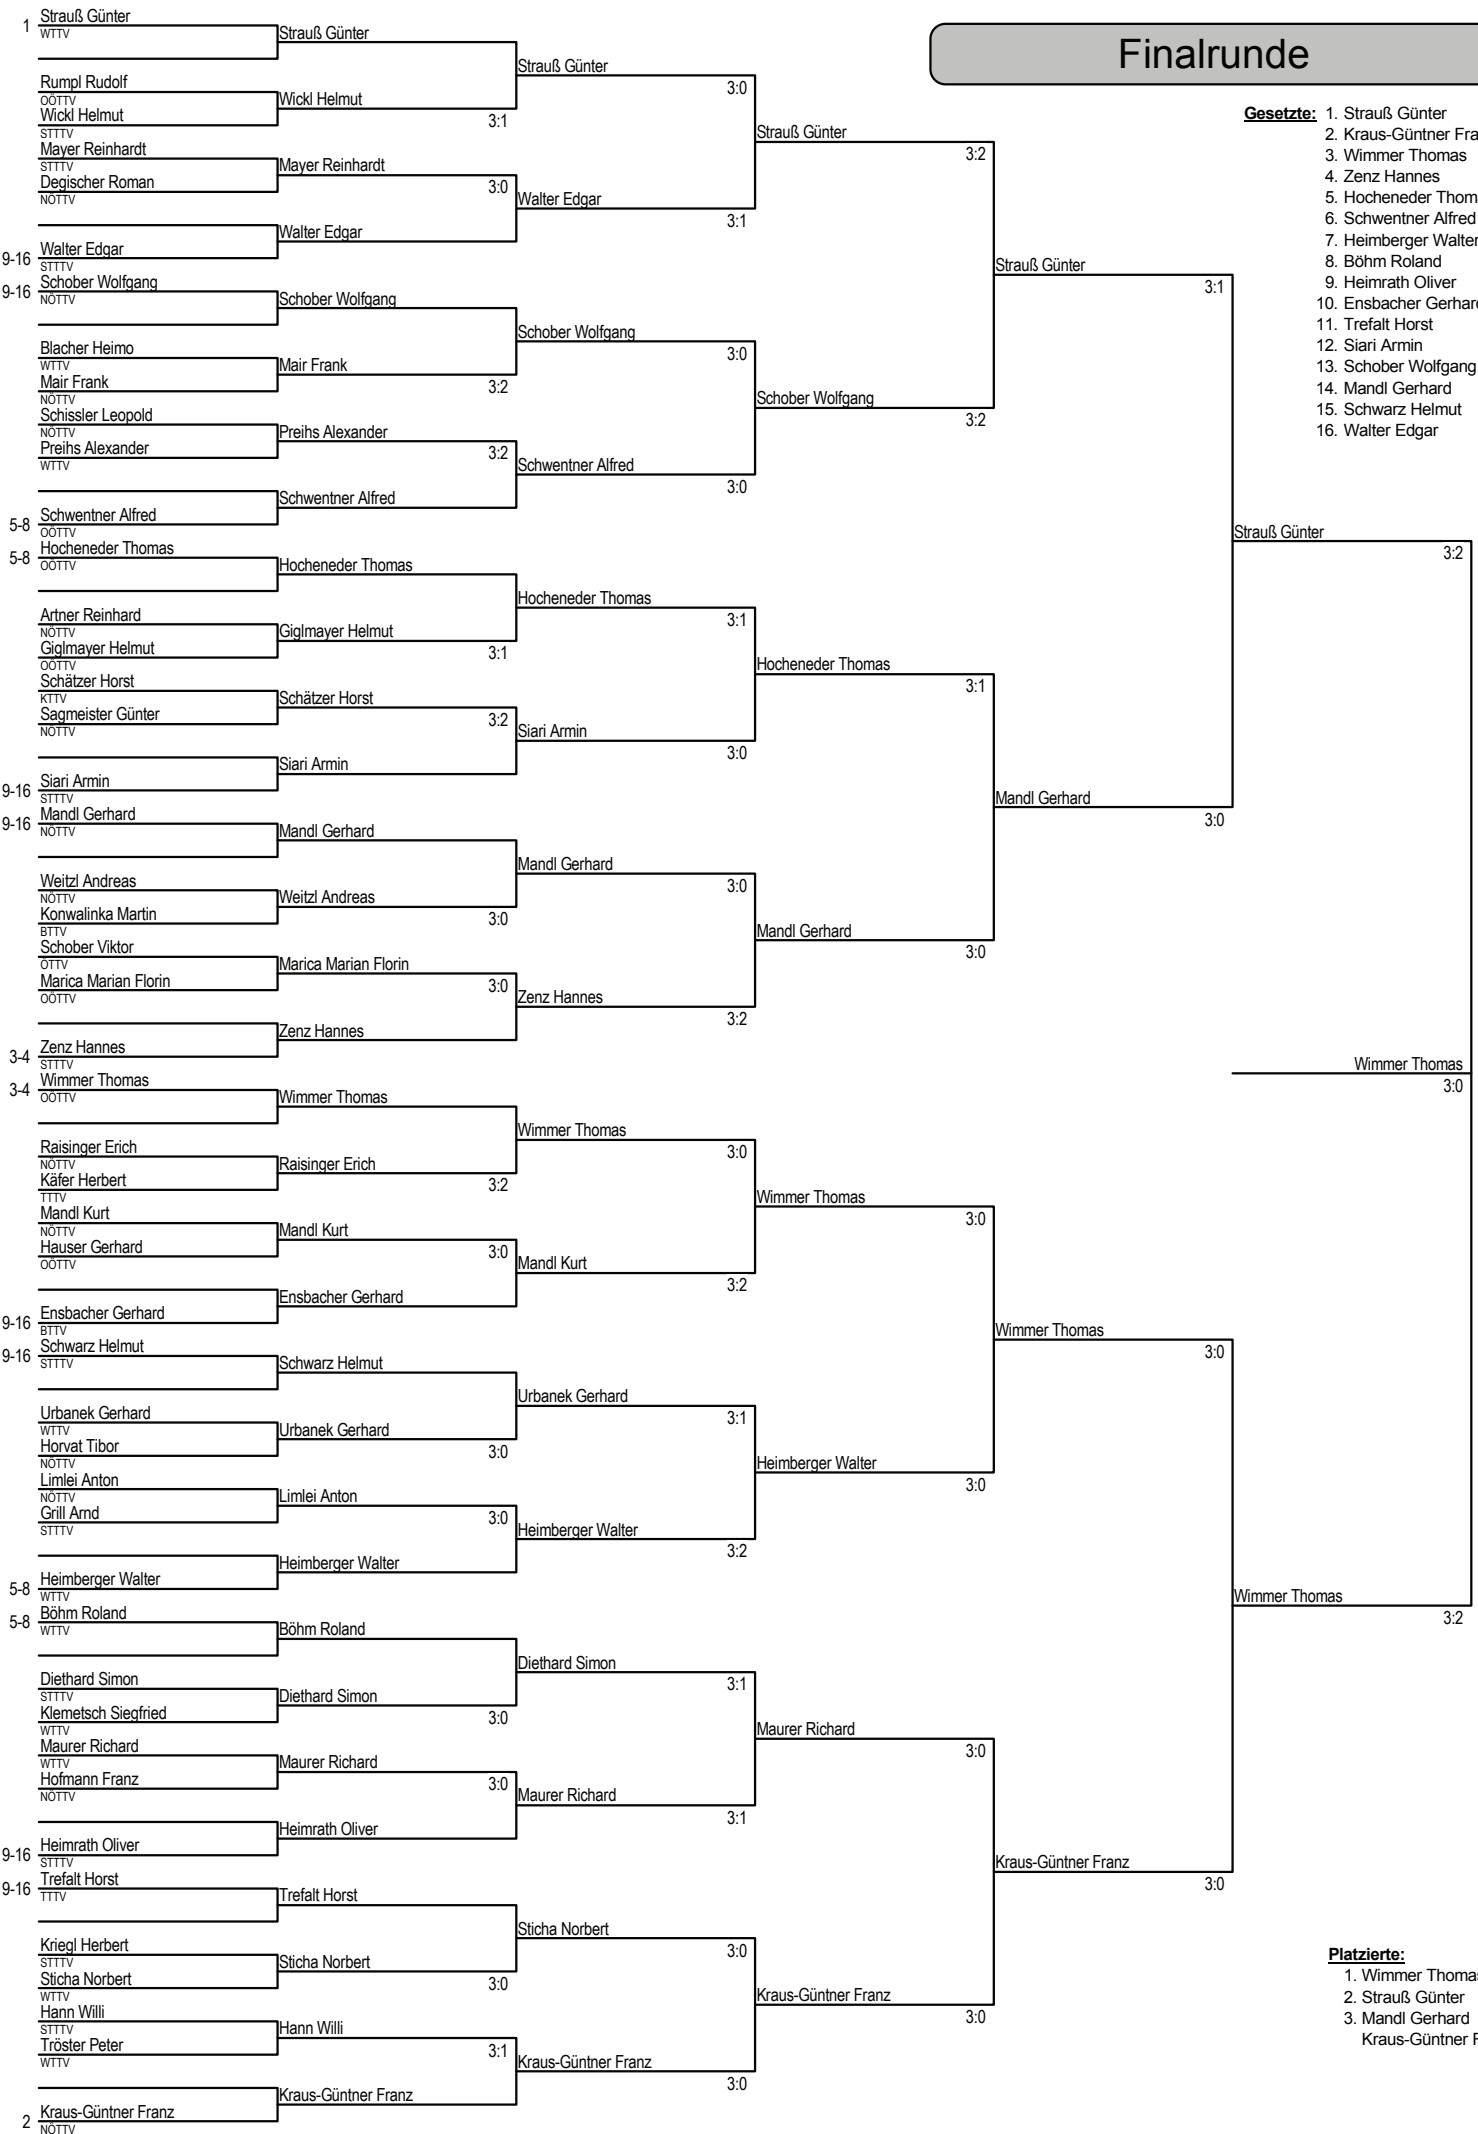 Finalrunde
Gesetzte: 1. Strauß Günter
2. Kraus-Güntner Fra
3. Wimmer Thomas
4. Zenz Hannes
5. Hocheneder Thom
6. Schwentner Alfred
7. Heimberger Walter
8. Böhm Roland
9. Heimrath Oliver
10. Ensbacher Gerhard
11. Trefalt Horst
12. Siari Armin
13. Schober Wolfgang
14. Mandl Gerhard
15. Schwarz Helmut
16. Walter Edgar
1 Strauß Günter
WTTV
Rumpl Rudolf
OÖTTV
Wickl Helmut
STTTV
Mayer Reinhardt
STTTV
Degischer Roman
NÖTTV
9-16 Walter Edgar
STTTV
9-16 Schober Wolfgang
NÖTTV
Blacher Heimo
WTTV
Mair Frank
NÖTTV
Schissler Leopold
NÖTTV
Preihs Alexander
WTTV
5-8 Schwentner Alfred
OÖTTV
5-8 Hocheneder Thomas
OÖTTV
Artner Reinhard
NÖTTV
Giglmayer Helmut
OÖTTV
Schätzer Horst
KTTV
Sagmeister Günter
NÖTTV
9-16 Siari Armin
STTTV
9-16 Mandl Gerhard
NÖTTV
Weitzl Andreas
NÖTTV
Konwalinka Martin
BTTV
Schober Viktor
ÖTTV
Marica Marian Florin
OÖTTV
3-4 Zenz Hannes
STTTV
3-4 Wimmer Thomas
OÖTTV
Raisinger Erich
NÖTTV
Käfer Herbert
TTTV
Mandl Kurt
NÖTTV
Hauser Gerhard
OÖTTV
9-16 Ensbacher Gerhard
BTTV
9-16 Schwarz Helmut
STTTV
Urbanek Gerhard
WTTV
Horvat Tibor
NÖTTV
Limlei Anton
NÖTTV
Grill Arnd
STTTV
5-8 Heimberger Walter
WTTV
5-8 Böhm Roland
WTTV
Diethard Simon
STTTV
Klemetsch Siegfried
WTTV
Maurer Richard
WTTV
Hofmann Franz
NÖTTV
9-16 Heimrath Oliver
STTTV
9-16 Trefalt Horst
TTTV
Kriegl Herbert
STTTV
Sticha Norbert
WTTV
Hann Willi
STTTV
Tröster Peter
WTTV
2 Kraus-Güntner Franz
NÖTTV
Strauß Günter
Wickl Helmut
3:1
Mayer Reinhardt
3:0
Walter Edgar
Schober Wolfgang
Mair Frank
3:2
Preihs Alexander
3:2
Schwentner Alfred
Hocheneder Thomas
Giglmayer Helmut
3:1
Schätzer Horst
3:2
Siari Armin
Mandl Gerhard
Weitzl Andreas
3:0
Marica Marian Florin
3:0
Zenz Hannes
Wimmer Thomas
Raisinger Erich
3:2
Mandl Kurt
3:0
Ensbacher Gerhard
Schwarz Helmut
Urbanek Gerhard
3:0
Limlei Anton
3:0
Heimberger Walter
Böhm Roland
Diethard Simon
3:0
Maurer Richard
3:0
Heimrath Oliver
Trefalt Horst
Sticha Norbert
3:0
Hann Willi
3:1
Kraus-Güntner Franz
Strauß Günter
3:0
Walter Edgar
3:1
Schober Wolfgang
3:0
Schwentner Alfred
3:0
Hocheneder Thomas
3:1
Siari Armin
3:0
Mandl Gerhard
3:0
Zenz Hannes
3:2
Wimmer Thomas
3:0
Mandl Kurt
3:2
Urbanek Gerhard
3:1
Heimberger Walter
3:2
Diethard Simon
3:1
Maurer Richard
3:1
Sticha Norbert
3:0
Kraus-Güntner Franz
3:0
Strauß Günter
3:2
Schober Wolfgang
3:2
Hocheneder Thomas
3:1
Mandl Gerhard
3:0
Wimmer Thomas
3:0
Heimberger Walter
3:0
Maurer Richard
3:0
Kraus-Güntner Franz
3:0
Strauß Günter
3:1
Mandl Gerhard
3:0
Wimmer Thomas
3:0
Kraus-Güntner Franz
3:0
Strauß Günter
3:2
Wimmer Thomas
3:2
Wimmer Thomas
3:0
Platzierte:
1. Wimmer Thomas
2. Strauß Günter
3. Mandl Gerhard
Kraus-Güntner F